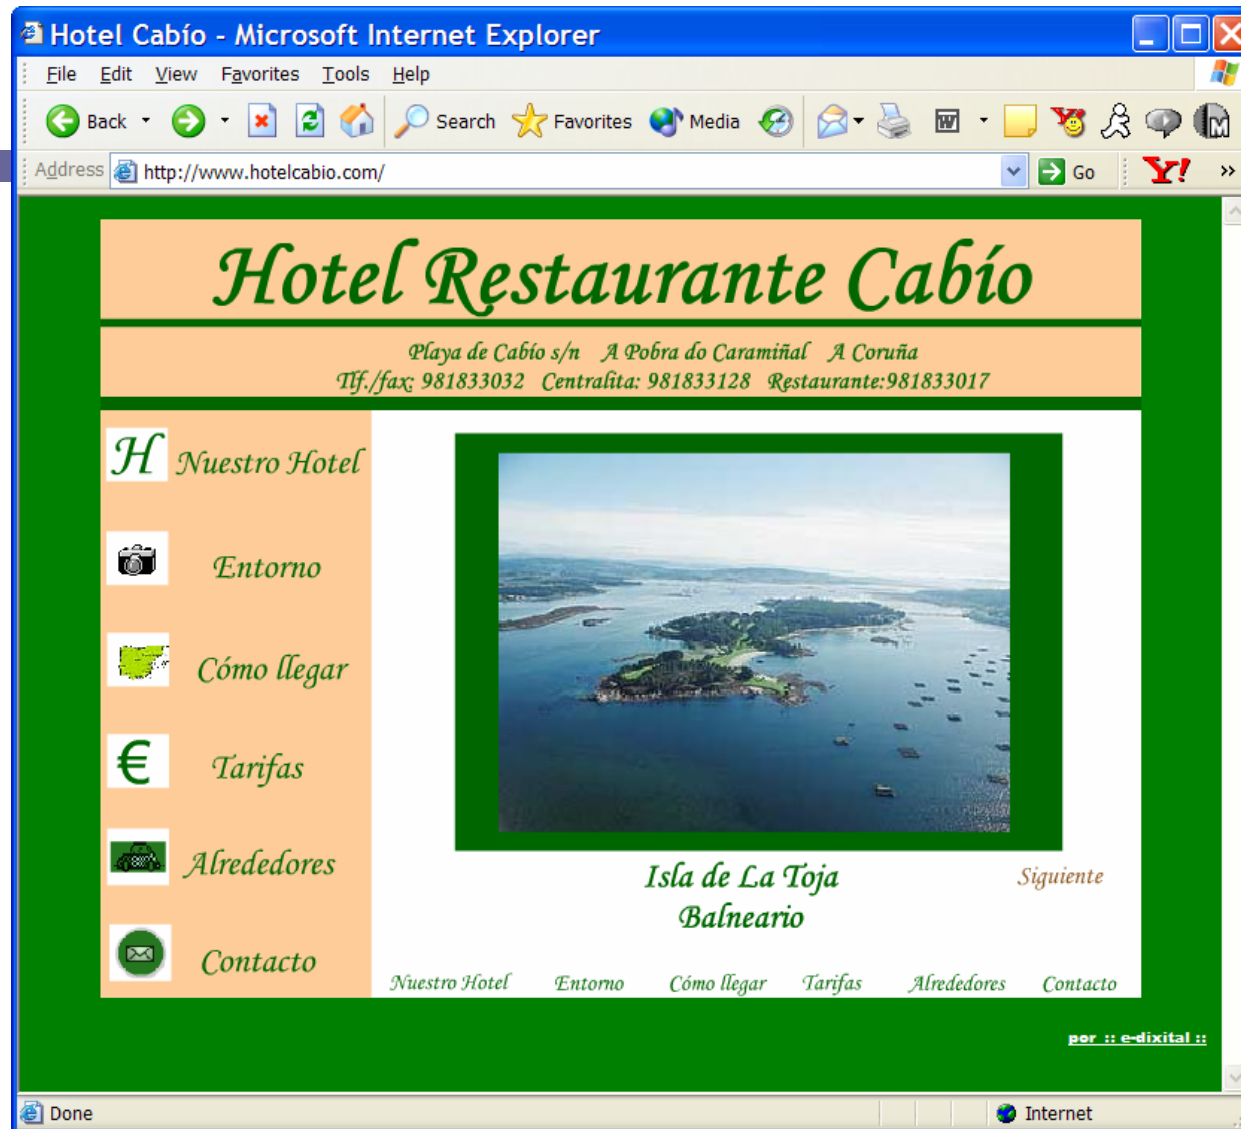 Hotel Cabío - Microsoft Internet Explorer
File Edit View Favorites Tools Help
Back Search Favorites Media W M
Address http://www.hotelcabio.com/ Go Y! »
Hotel Restaurante Cabío
Playa de Cabío s/n A Pobra do Caramiñal A Coruña
Tlf./fax: 981833032 Centralita: 981833128 Restaurante:981833017
H Nuestro Hotel
Entorno
Cómo llegar
€ Tarifas
Alrededores
Contacto
Isla de La Toja
Balneario
Siguiente
Nuestro Hotel Entorno Cómo llegar Tarifas Alrededores Contacto
por :: e-dixital ::
Done Internet